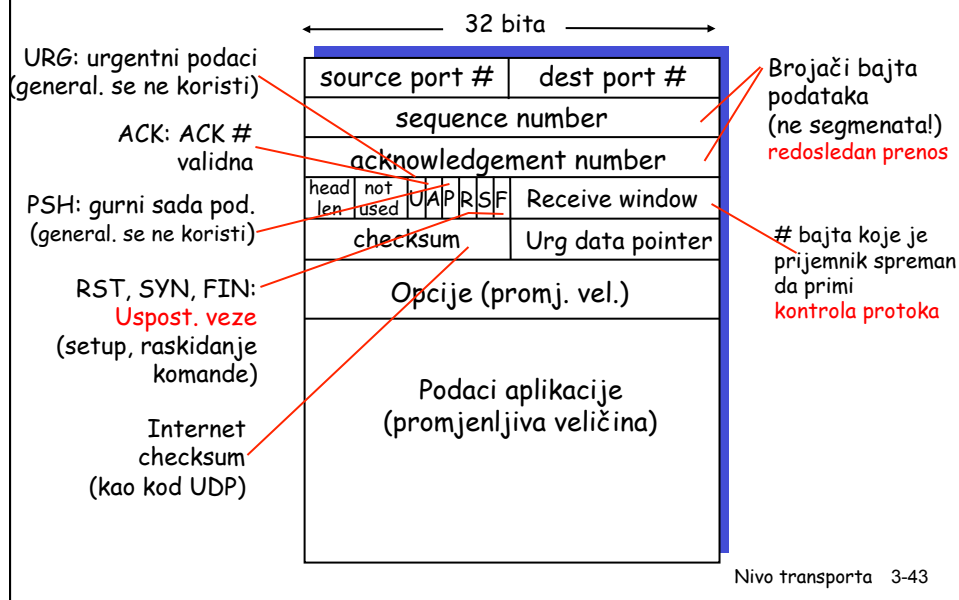 32 bita
URG: urgentni podaci
(general. se ne koristi)
ACK: ACK #
validna
PSH: gurni sada pod.
(general. se ne koristi)
RST, SYN, FIN:
Uspost. veze
(setup, raskidanje
komande)
Internet
checksum
(kao kod UDP)
source port # dest port #
sequence number
acknowledgement number
head
len
not
used
U A P R S F
Receive window
checksum Urg data pointer
Opcije (promj. vel.)
Podaci aplikacije
(promjenljiva veličina)
Brojači bajta
podataka
(ne segmenata!)
redosledan prenos
# bajta koje je
prijemnik spreman
da primi
kontrola protoka
Nivo transporta 3-43